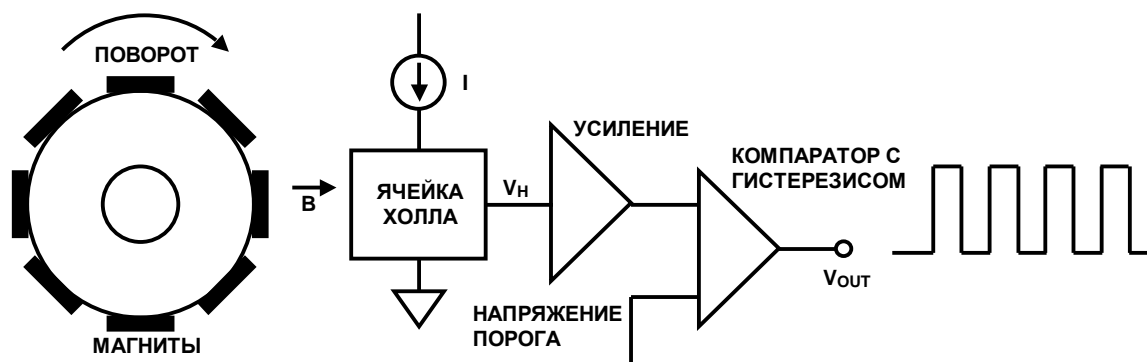 ПОВОРОТ
МАГНИТЫ
B
I
ЯЧЕЙКА
ХОЛЛА
VH
УСИЛЕНИЕ
КОМПАРАТОР С
ГИСТЕРЕЗИСОМ
НАПРЯЖЕНИЕ
ПОРОГА
VOUT